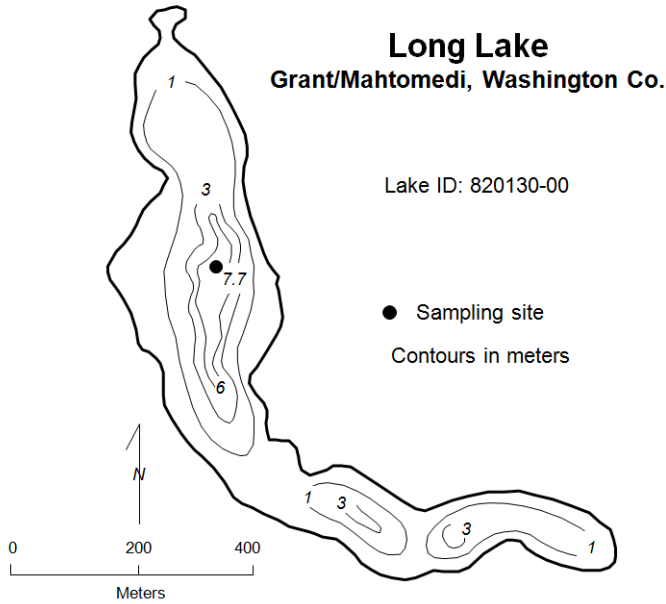 Long Lake
Grant/Mahtomedi, Washington Co.
1
3
Lake ID: 820130-00
7.7
Sampling site
Contours in meters
6
N
1
3
3
1
0 200 400
Meters